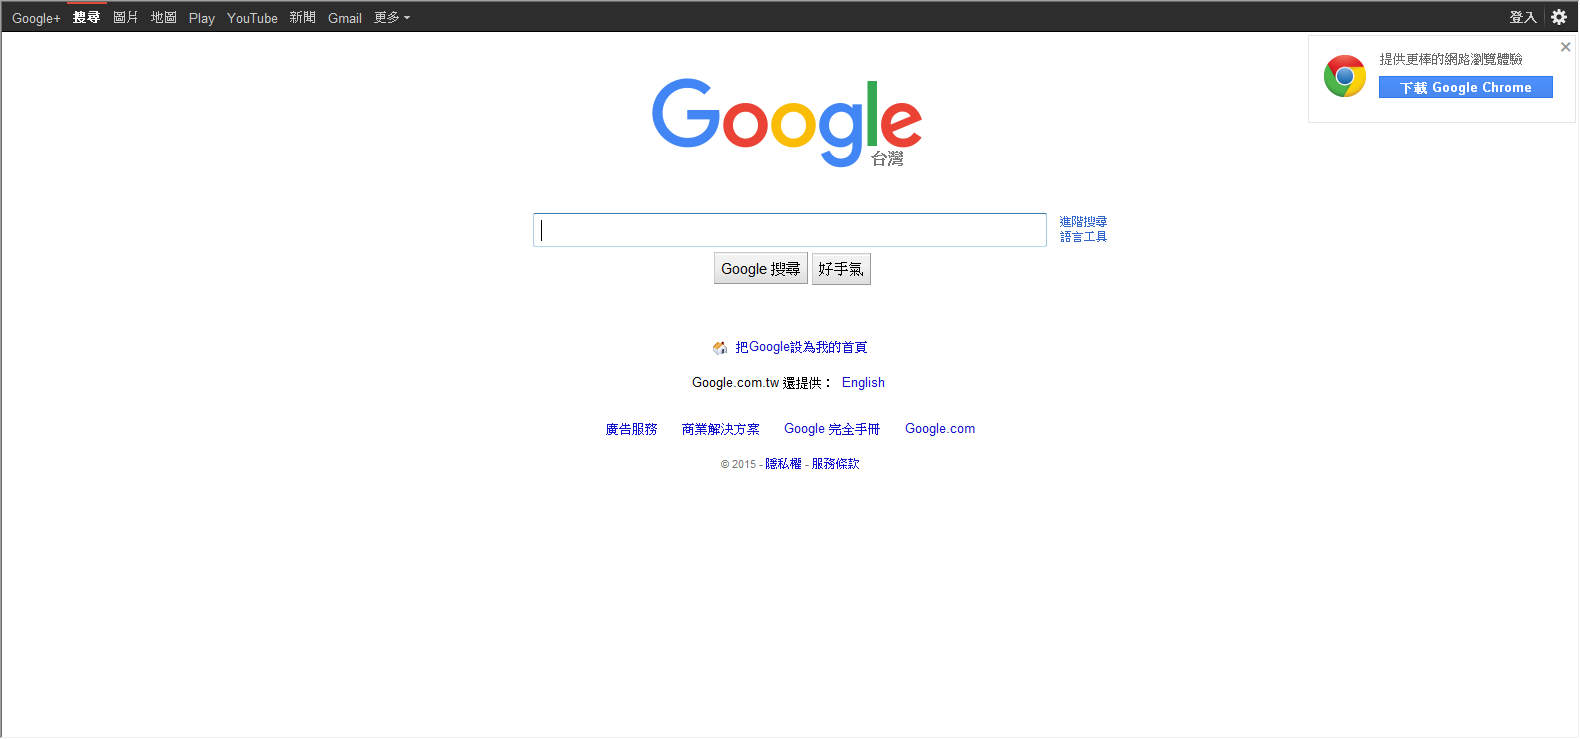 Google+ 搜尋 圖片 地圖 Play YouTube 新聞 Gmail 更多 登入
提供更棒的網路瀏覽體驗
下載 Google Chrome
Google
台灣
進階搜尋
語言工具
Google 搜尋 好手氣
把Google設為我的首頁
Google.com.tw 還提供： English
廣告服務 商業解決方案 Google 完全手冊 Google.com
© 2015 - 隱私權 - 服務條款